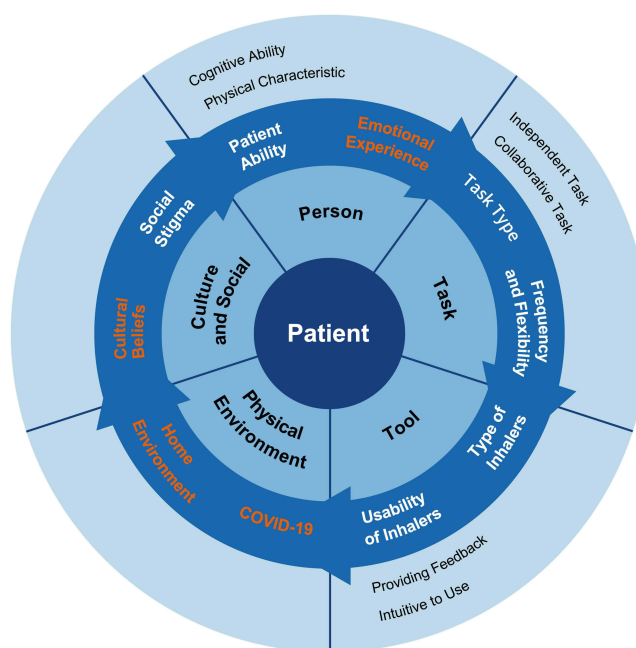 Cognitive Ability
Physical Characteristic
Independent Task
Collaborative Task
Patient
Ability
Emotional
Experience
Task Type
Frequency
and Flexibility
Type of
Inhalers
Usability
of Inhalers
Providing Feedback
Intuitive to Use
COVID-19
Home
Environment
Cultural
Beliefs
Social
Stigma
Person
Task
Tool
Physical
Environment
Culture
and Social
Patient